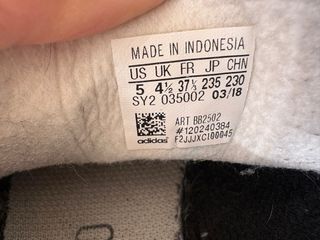 MADE IN INDONESIA
US UK FR JP CHN
5 4½ 37⅓ 235 230
SY2 035002 03/18
ART BB2502
#120240384
adidas F2JJJXC100045